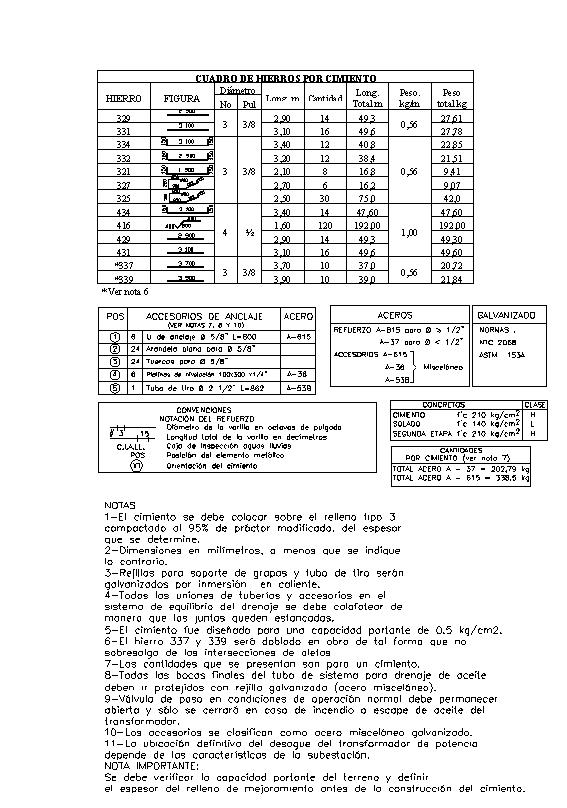 CUADRO DE HIERROS POR CIMIENTO
HIERRO FIGURA Diámetro No Pul Long. m Cantidad Long. Total m Peso. kg/m Peso total kg
329 2 900 3 3/8 2,90 14 49,3 0,56 27,61
331 3 100 3,10 16 49,6 27,78
334 3 100 3 3/8 3,40 12 40,8 0,56 22,85
332 2 900 3,20 12 38,4 21,51
321 1 900 2,10 8 16,8 9,41
327 2,70 6 16,2 9,07
325 2,50 30 75,0 42,0
434 4 ½ 3,40 14 47,60 1,00 47,60
416 1,60 120 192,00 192,00
429 2 900 2,90 14 49,3 49,30
431 3 100 3,10 16 49,6 49,60
*337 3 700 3 3/8 3,70 10 37,0 0,56 20,72
*339 3 900 3,90 10 39,0 21,84
*Ver nota 6
POS ACCESORIOS DE ANCLAJE (VER NOTAS 7, 8 Y 10) ACERO
1 6 U de anclaje Ø 5/8" L=600 A-615
2 24 Arandela plana para Ø 5/8"
3 24 Tuercas para Ø 5/8"
4 6 Platinas de nivelación 100x300 x1/4" A-36
5 1 Tubo de tiro Ø 2 1/2" L=862 A-53B
ACEROS
REFUERZO A-615 para Ø > 1/2"
A-37 para Ø < 1/2"
ACCESORIOS A-615
A-36 Misceláneo
A-53B
GALVANIZADO
NORMAS .
NTC 2068
ASTM 153A
CONVENCIONES
NOTACIÓN DEL REFUERZO
Diámetro de la varilla en octavos de pulgada
3 15 Longitud total de la varilla en decímetros
C.I.A.LL. Caja de inspección aguas lluvias
POS Posición del elemento metálico
Orientación del cimiento
CONCRETOS CLASE
CIMIENTO f'c 210 kg/cm2 H
SOLADO f'c 140 kg/cm2 L
SEGUNDA ETAPA f'c 210 kg/cm2 H
CANTIDADES
POR CIMIENTO (ver nota 7)
TOTAL ACERO A - 37 = 202,79 kg
TOTAL ACERO A - 615 = 338,5 kg
NOTAS
1-El cimiento se debe colocar sobre el relleno tipo 3
compactado al 95% de práctor modificado, del espesor
que se determine.
2-Dimensiones en milímetros, a menos que se indique
lo contrario.
3-Rejillas para soporte de grapas y tubo de tiro serán
galvanizados por inmersión en caliente.
4-Todas las uniones de tuberías y accesorios en el
sistema de equilibrio del drenaje se debe calafatear de
manera que las juntas queden estancadas.
5-El cimiento fue diseñado para una capacidad portante de 0.5 kg/cm2.
6-El hierro 337 y 339 será doblado en obra de tal forma que no
sobresalga de las intersecciones de aletas
7-Las cantidades que se presentan son para un cimiento.
8-Todas las bocas finales del tubo de sistema para drenaje de aceite
deben ir protejidos con rejilla galvanizada (acero misceláneo).
9-Válvula de paso en condiciones de operación normal debe permanecer
abierta y sólo se cerrará en caso de incendio o escape de aceite del
transformador.
10-Los accesorios se clasifican como acero misceláneo galvanizado.
11-La ubicación definitiva del desague del transformador de potencia
depende de las características de la subestación.
NOTA IMPORTANTE:
Se debe verificar la capacidad portante del terreno y definir
el espesor del relleno de mejoramiento antes de la construcción del cimiento.